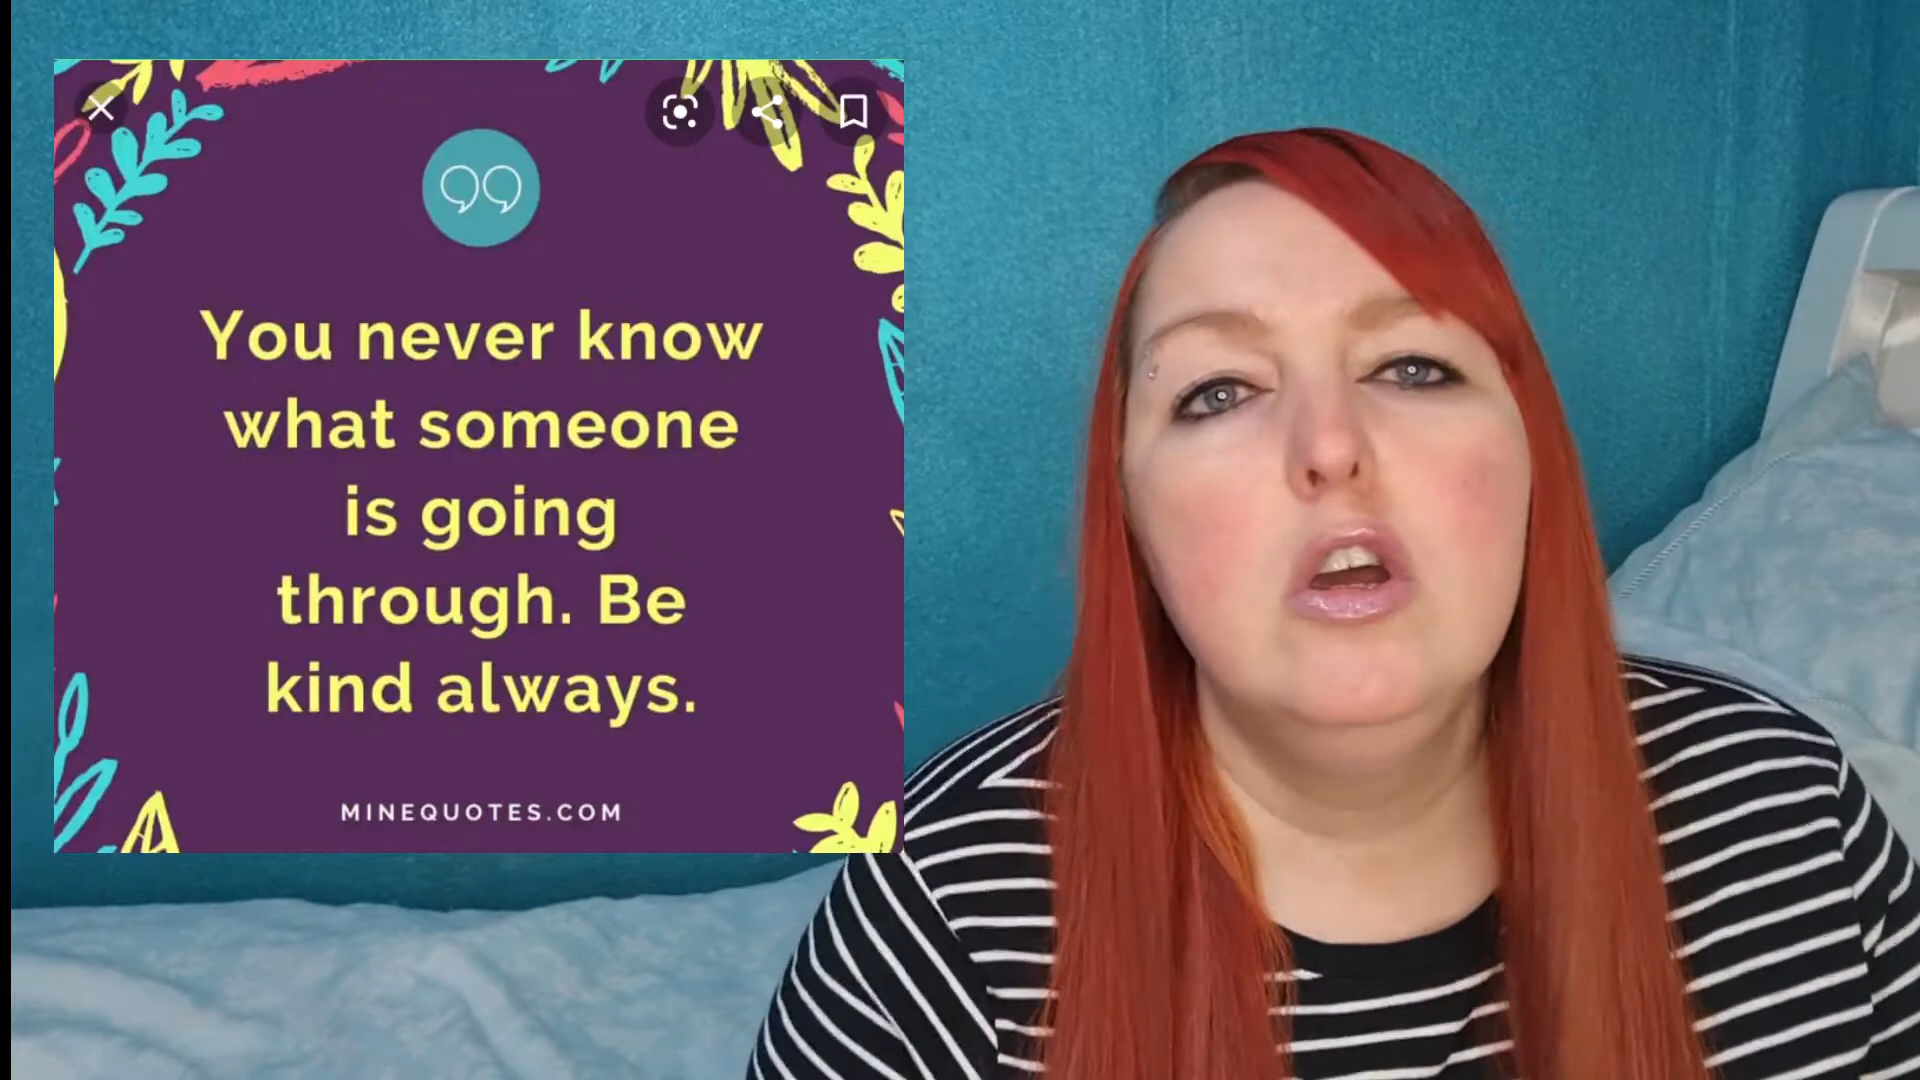 You never know
what someone
is going
through. Be
kind always.
MINEQUOTES.COM